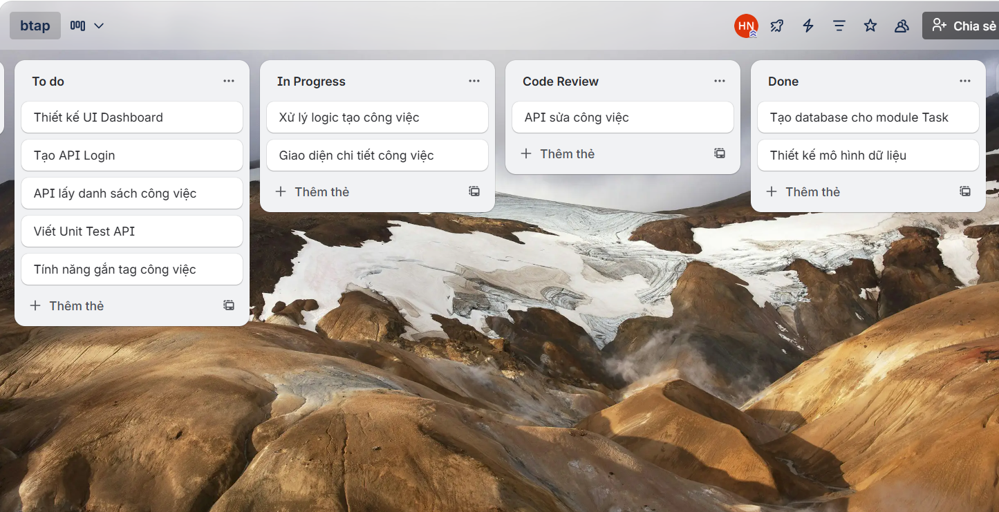 btap
HN
Chia sẻ
To do
Thiết kế UI Dashboard
Tạo API Login
API lấy danh sách công việc
Viết Unit Test API
Tính năng gắn tag công việc
Thêm thẻ
In Progress
Xử lý logic tạo công việc
Giao diện chi tiết công việc
Thêm thẻ
Code Review
API sửa công việc
Thêm thẻ
Done
Tạo database cho module Task
Thiết kế mô hình dữ liệu
Thêm thẻ